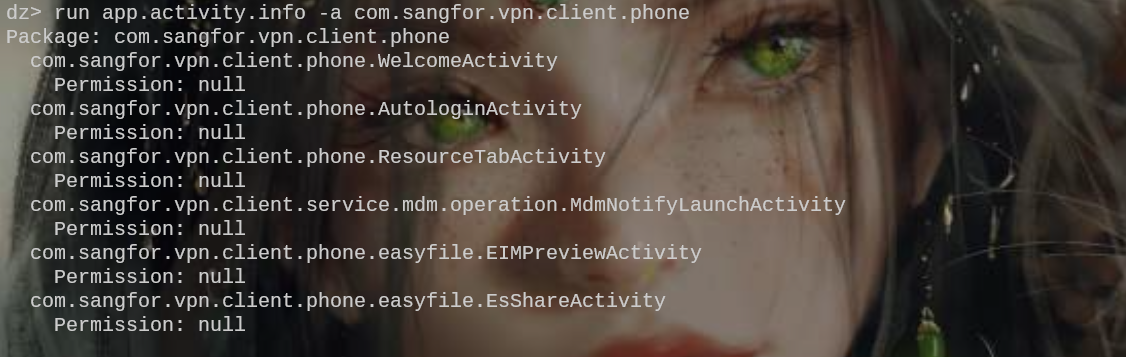 dz> run app.activity.info -a com.sangfor.vpn.client.phone
Package: com.sangfor.vpn.client.phone
  com.sangfor.vpn.client.phone.WelcomeActivity
    Permission: null
  com.sangfor.vpn.client.phone.AutologinActivity
    Permission: null
  com.sangfor.vpn.client.phone.ResourceTabActivity
    Permission: null
  com.sangfor.vpn.client.service.mdm.operation.MdmNotifyLaunchActivity
    Permission: null
  com.sangfor.vpn.client.phone.easyfile.EIMPreviewActivity
    Permission: null
  com.sangfor.vpn.client.phone.easyfile.EsShareActivity
    Permission: null